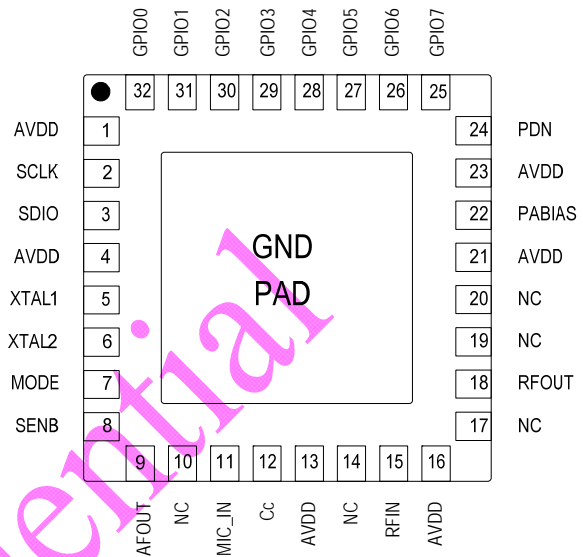 GPIO0 GPIO1 GPIO2 GPIO3 GPIO4 GPIO5 GPIO6 GPIO7
32 31 30 29 28 27 26 25
AVDD 1 24 PDN
SCLK 2 23 AVDD
SDIO 3 22 PABIAS
AVDD 4 21 AVDD
XTAL1 5 20 NC
XTAL2 6 19 NC
MODE 7 18 RFOUT
SENB 8 17 NC
GND
PAD
9 10 11 12 13 14 15 16
AFOUT NC MIC_IN Cc AVDD NC RFIN AVDD
ential